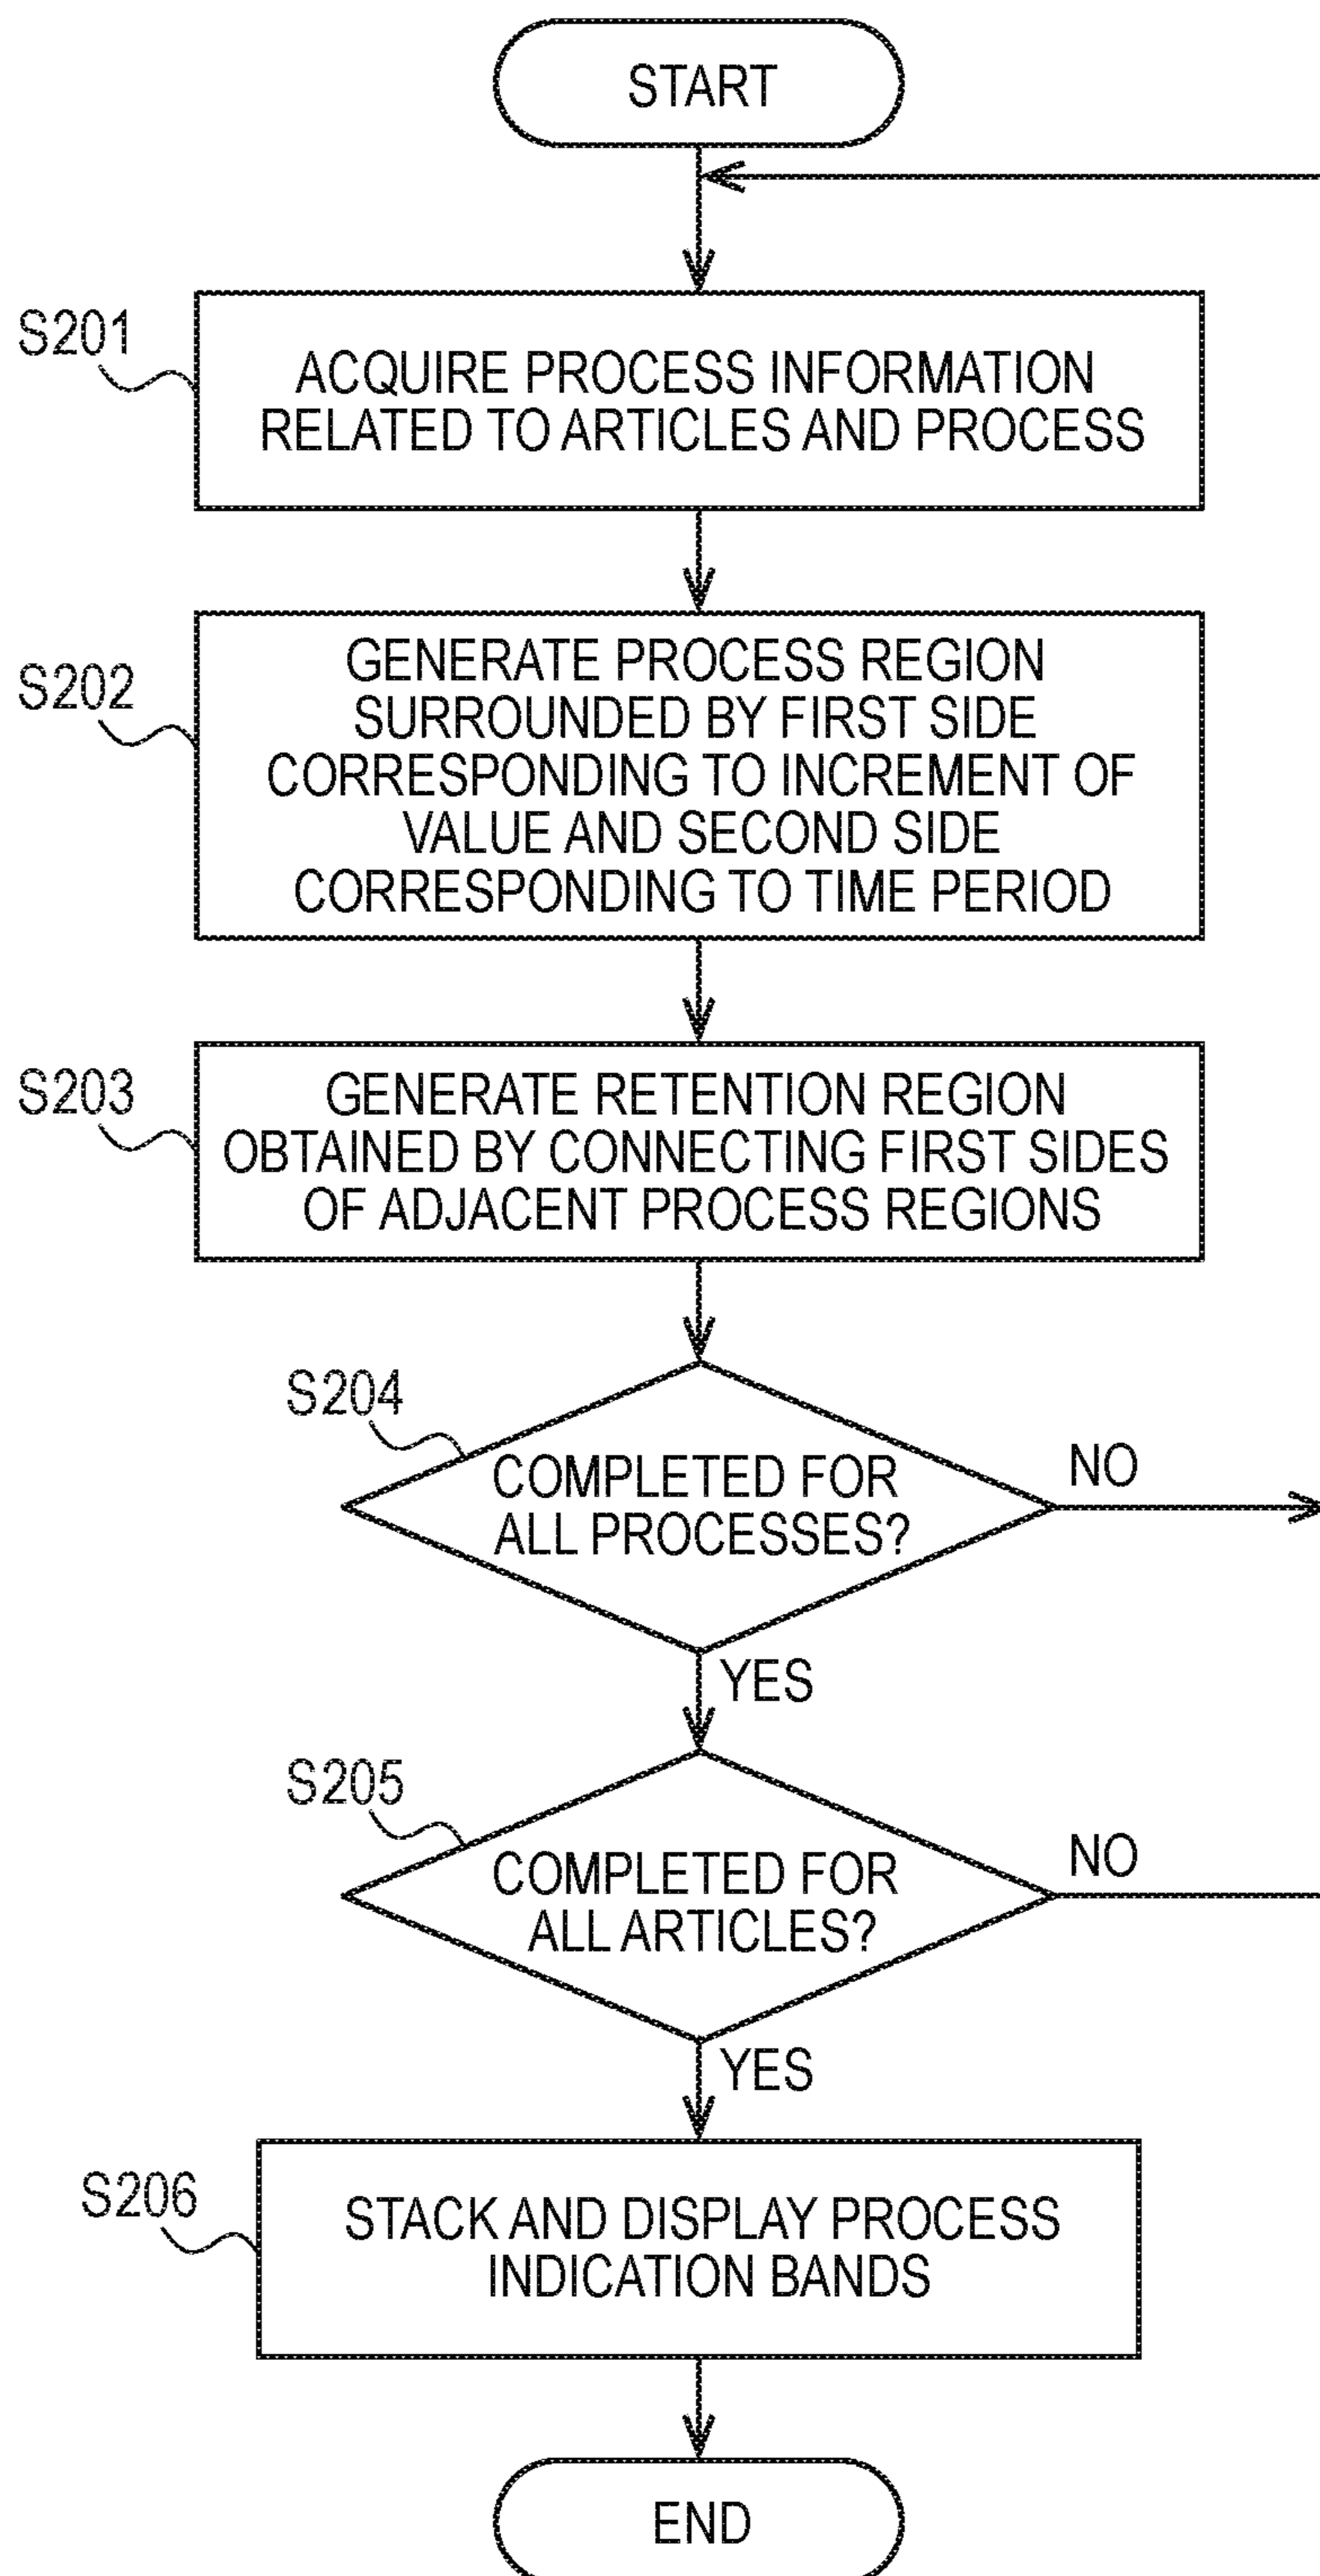 START
S201
ACQUIRE PROCESS INFORMATION
RELATED TO ARTICLES AND PROCESS
S202
GENERATE PROCESS REGION
SURROUNDED BY FIRST SIDE
CORRESPONDING TO INCREMENT OF
VALUE AND SECOND SIDE
CORRESPONDING TO TIME PERIOD
S203
GENERATE RETENTION REGION
OBTAINED BY CONNECTING FIRST SIDES
OF ADJACENT PROCESS REGIONS
S204
COMPLETED FOR
ALL PROCESSES?
NO
YES
S205
COMPLETED FOR
ALL ARTICLES?
NO
YES
S206
STACK AND DISPLAY PROCESS
INDICATION BANDS
END